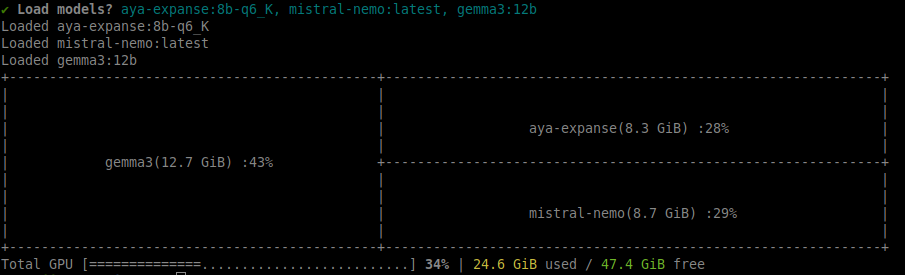 ✔ Load models? aya-expanse:8b-q6_K, mistral-nemo:latest, gemma3:12b
Loaded aya-expanse:8b-q6_K
Loaded mistral-nemo:latest
Loaded gemma3:12b
aya-expanse(8.3 GiB) :28%
gemma3(12.7 GiB) :43%
mistral-nemo(8.7 GiB) :29%
Total GPU [==============..........................] 34% | 24.6 GiB used / 47.4 GiB free